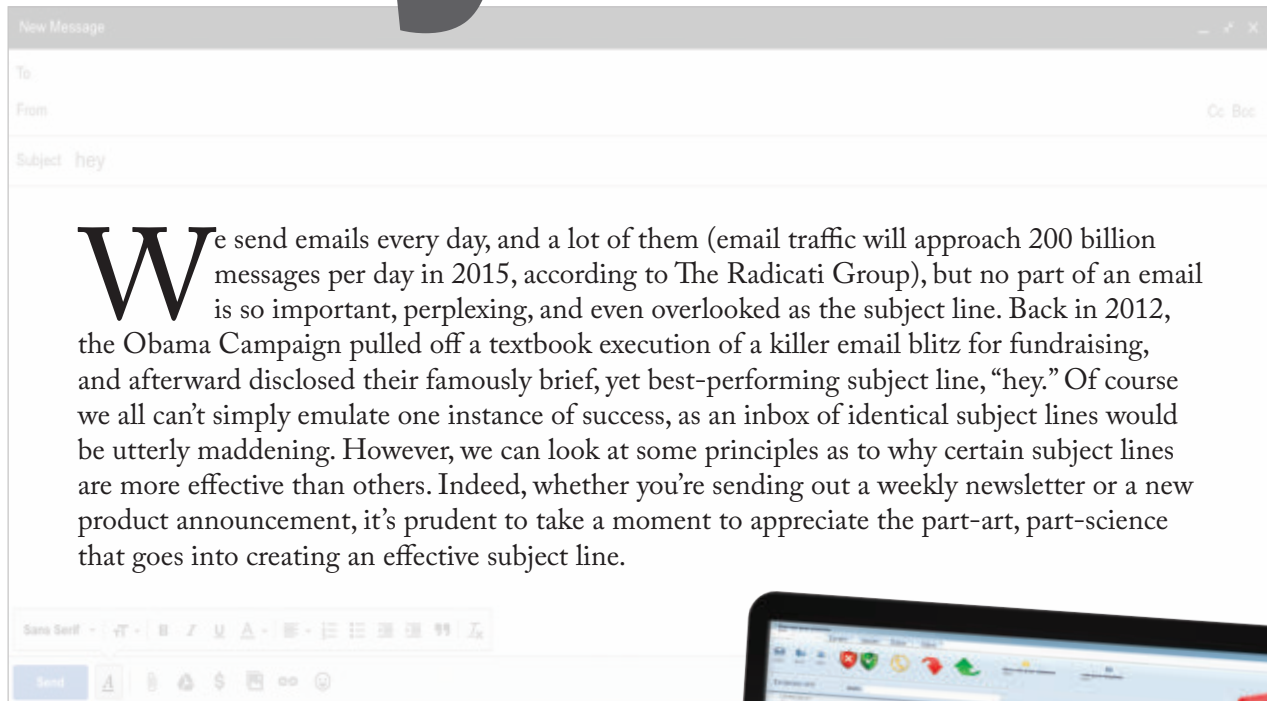 New Message
To
From
Cc Bcc
Subject hey
We send emails every day, and a lot of them (email traffic will approach 200 billion
messages per day in 2015, according to The Radicati Group), but no part of an email
is so important, perplexing, and even overlooked as the subject line. Back in 2012,
the Obama Campaign pulled off a textbook execution of a killer email blitz for fundraising,
and afterward disclosed their famously brief, yet best-performing subject line, “hey.” Of course
we all can’t simply emulate one instance of success, as an inbox of identical subject lines would
be utterly maddening. However, we can look at some principles as to why certain subject lines
are more effective than others. Indeed, whether you’re sending out a weekly newsletter or a new
product announcement, it’s prudent to take a moment to appreciate the part-art, part-science
that goes into creating an effective subject line.
Sans Serif
Send